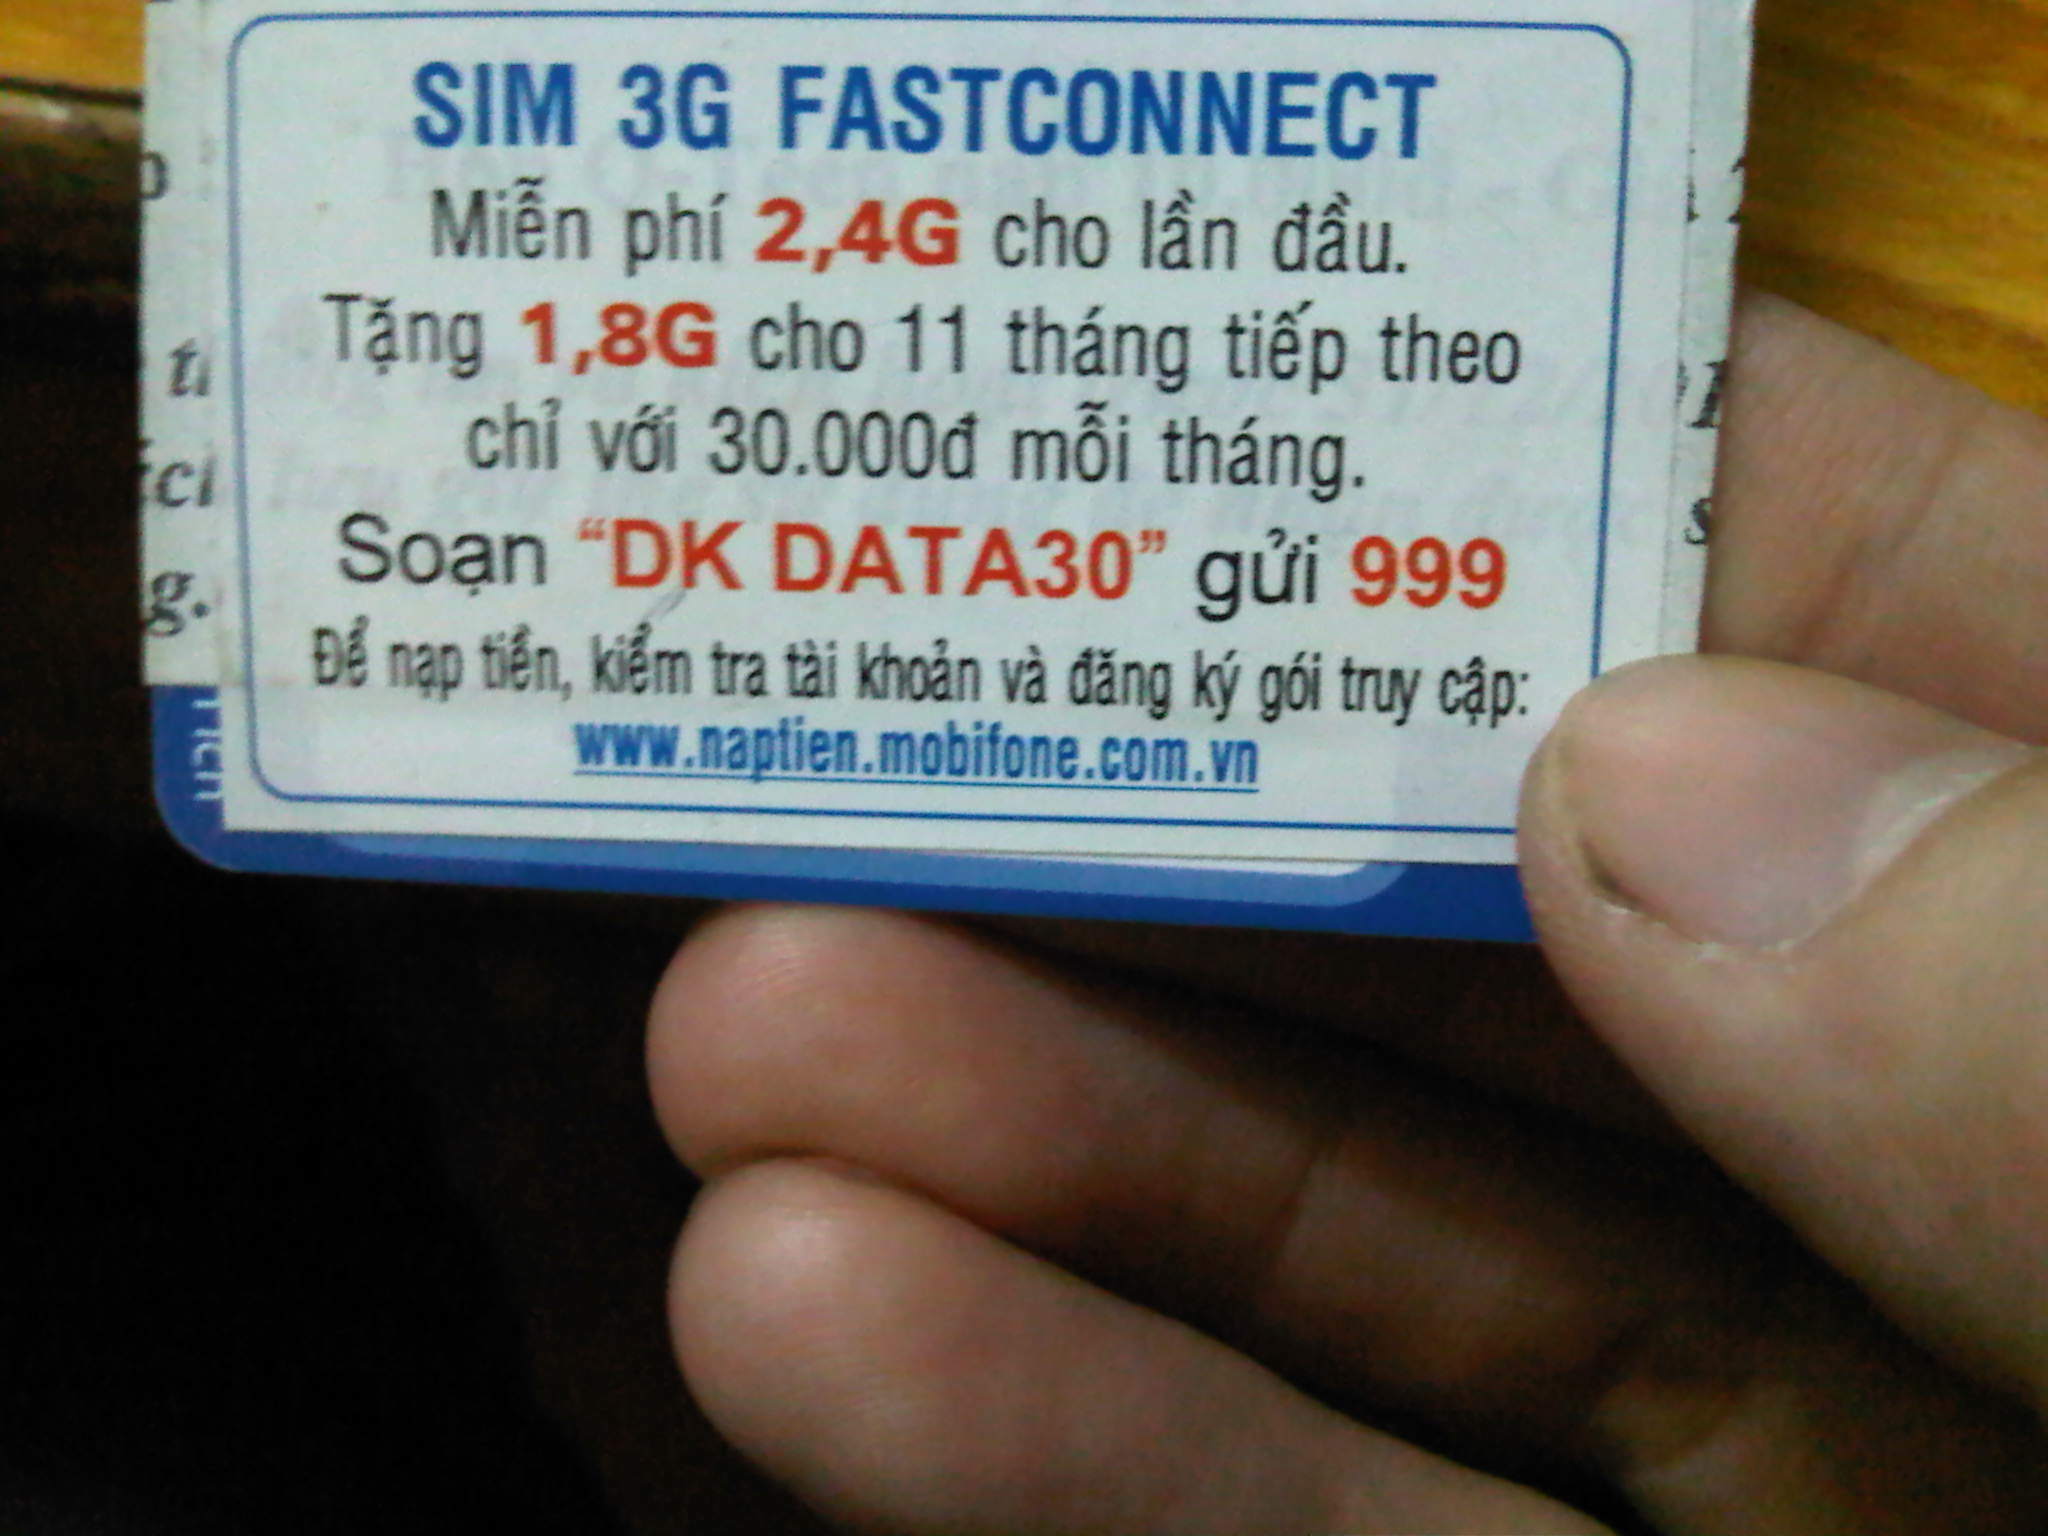 SIM 3G FASTCONNECT
Miễn phí 2,4G cho lần đầu.
Tặng 1,8G cho 11 tháng tiếp theo
chỉ với 30.000đ mỗi tháng.
Soạn “DK DATA30” gửi 999
Để nạp tiền, kiểm tra tài khoản và đăng ký gói truy cập:
www.naptien.mobifone.com.vn